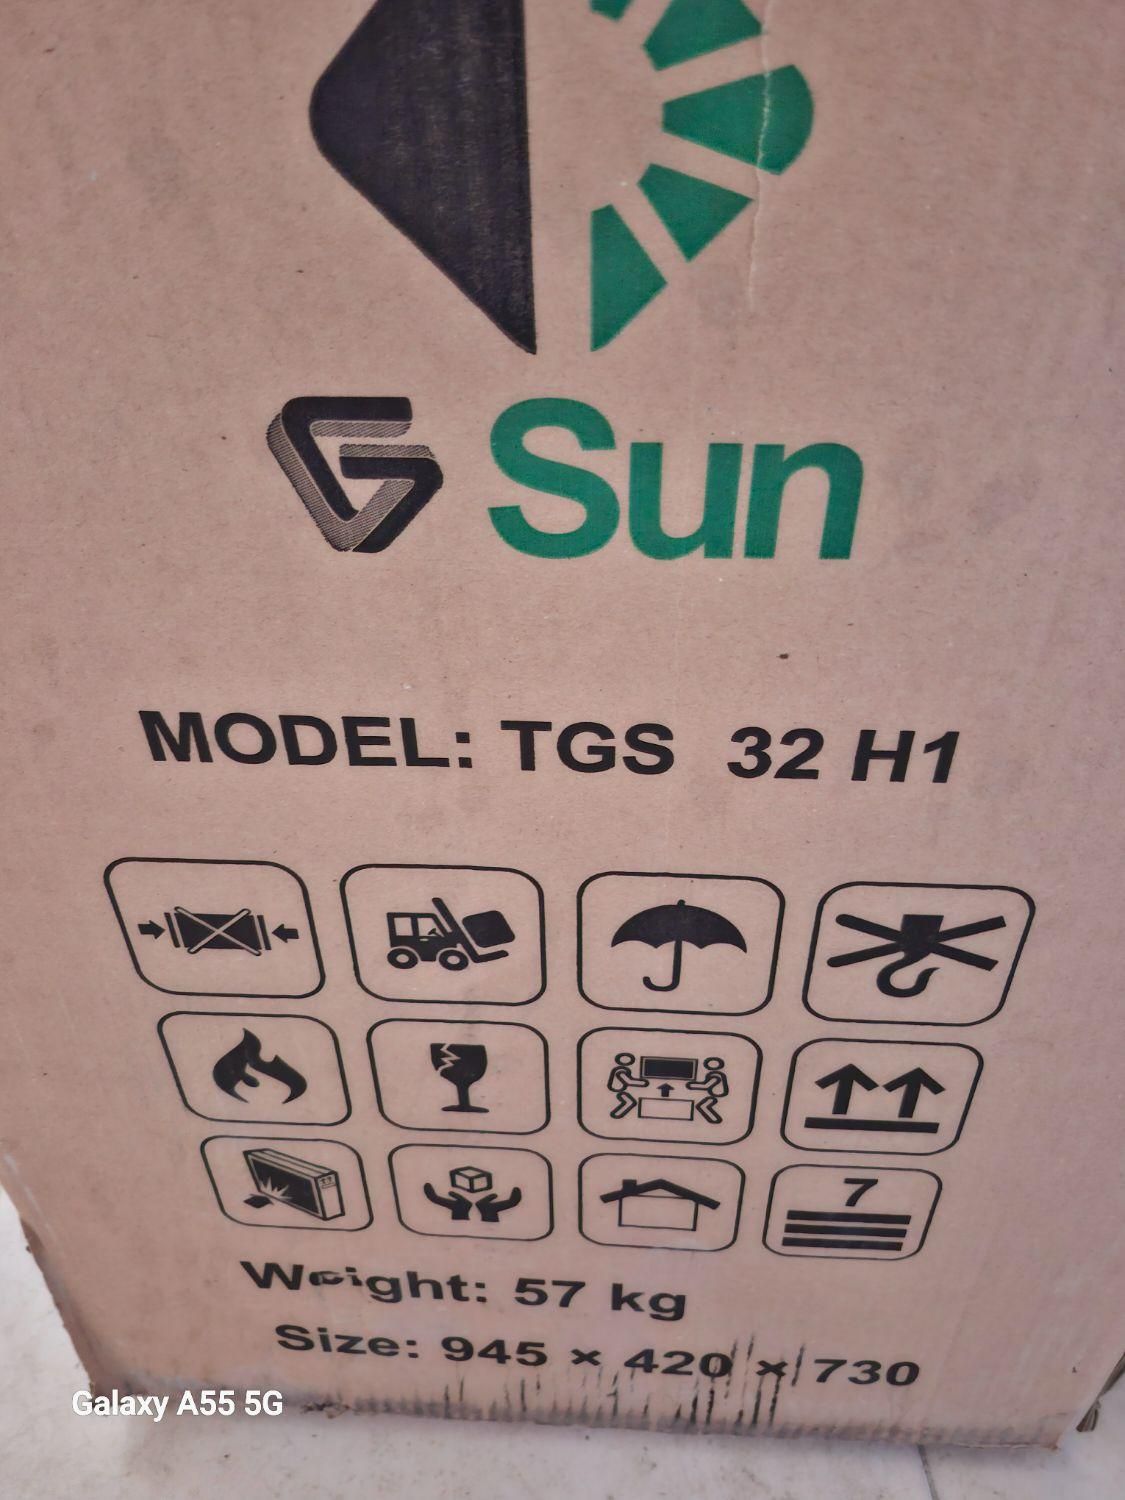 G Sun
MODEL: TGS 32 H1
7
Weight: 57 kg
Size: 945 × 420 × 730
Galaxy A55 5G